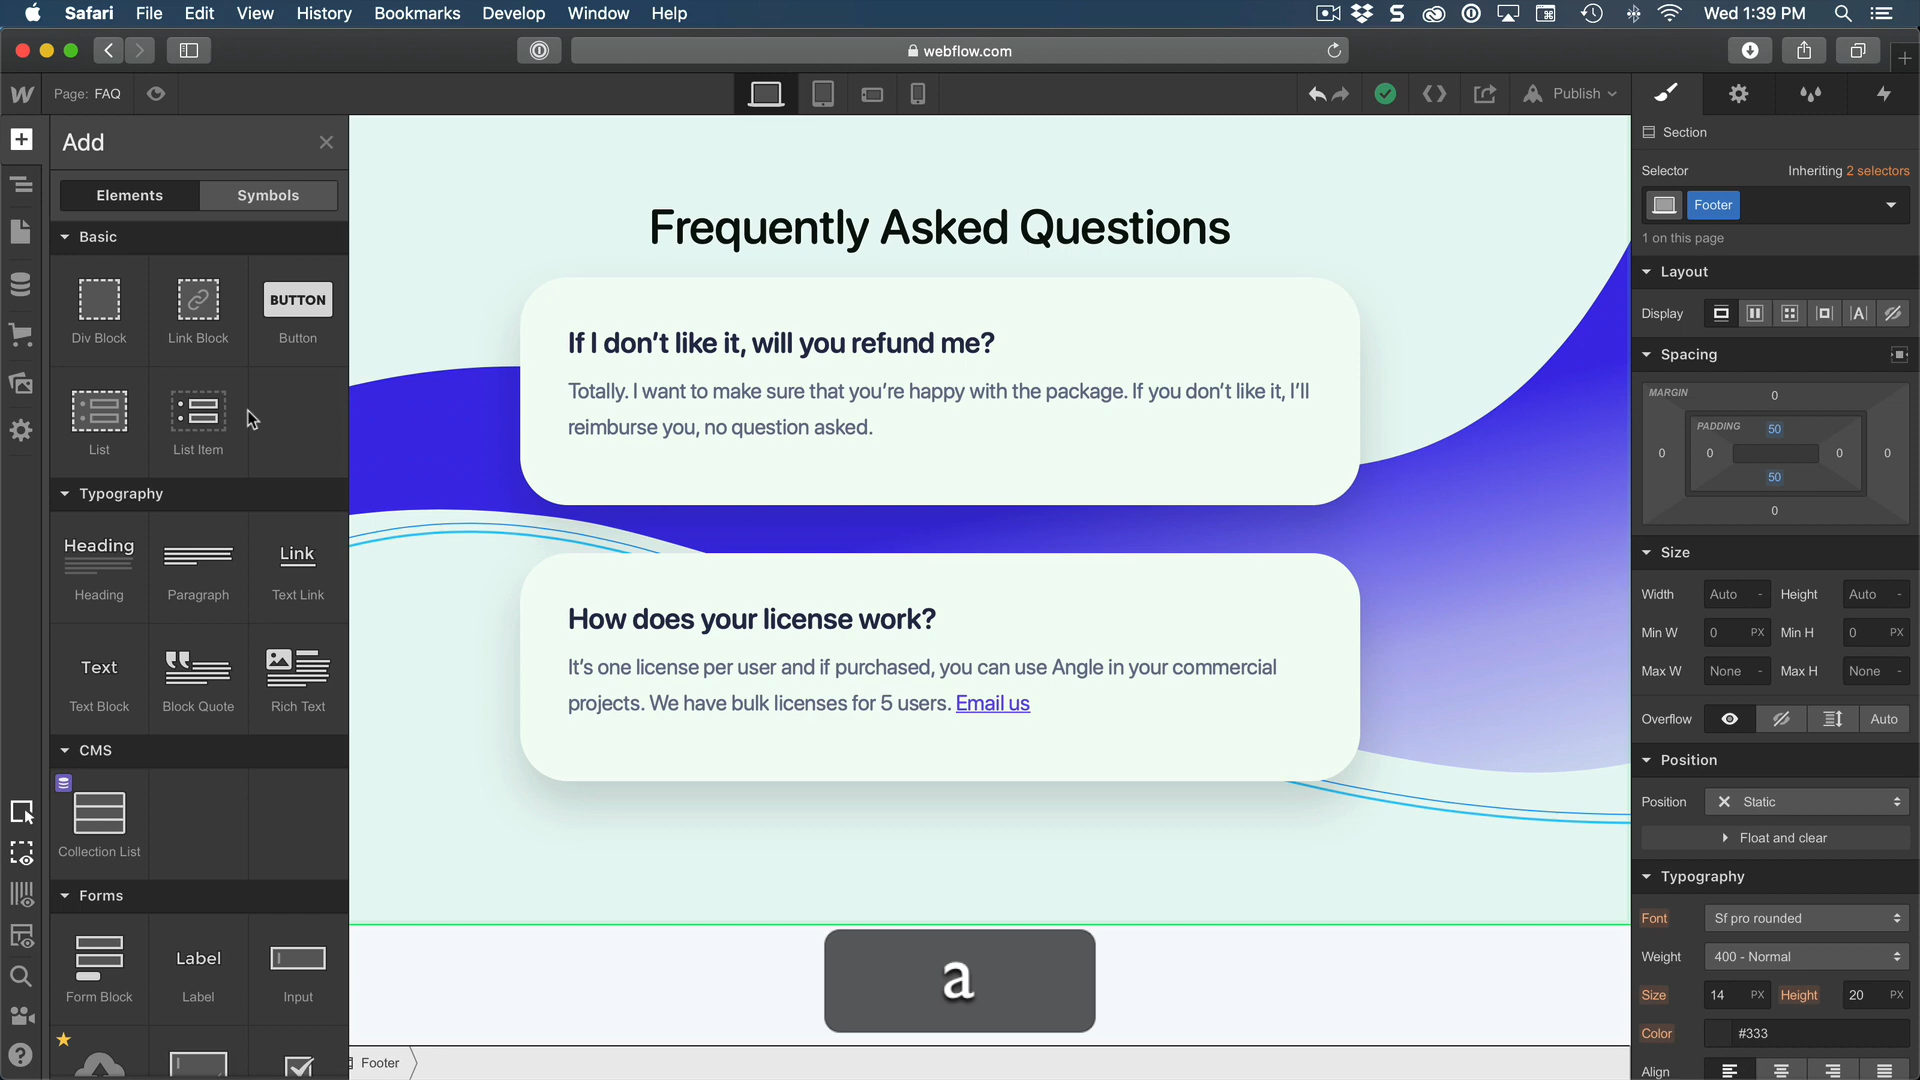 Safari File Edit View History Bookmarks Develop Window Help Wed 1:39 PM
webflow.com
Page: FAQ
Publish
Add
Elements Symbols
Basic
BUTTON
Div Block Link Block Button
List List Item
Typography
Heading Link
Heading Paragraph Text Link
Text
Text Block Block Quote Rich Text
CMS
Collection List
Forms
Label
Form Block Label Input
Frequently Asked Questions
If I don’t like it, will you refund me?
Totally. I want to make sure that you’re happy with the package. If you don’t like it, I’ll
reimburse you, no question asked.
How does your license work?
It’s one license per user and if purchased, you can use Angle in your commercial
projects. We have bulk licenses for 5 users. Email us
a
Footer
Section
Selector Inheriting 2 selectors
Footer
1 on this page
Layout
Display
Spacing
MARGIN 0
PADDING 50
0 0 0 0
50
0
Size
Width Auto - Height Auto -
Min W 0 PX Min H 0 PX
Max W None - Max H None -
Overflow Auto
Position
Position Static
Float and clear
Typography
Font Sf pro rounded
Weight 400 - Normal
Size 14 PX Height 20 PX
Color #333
Align